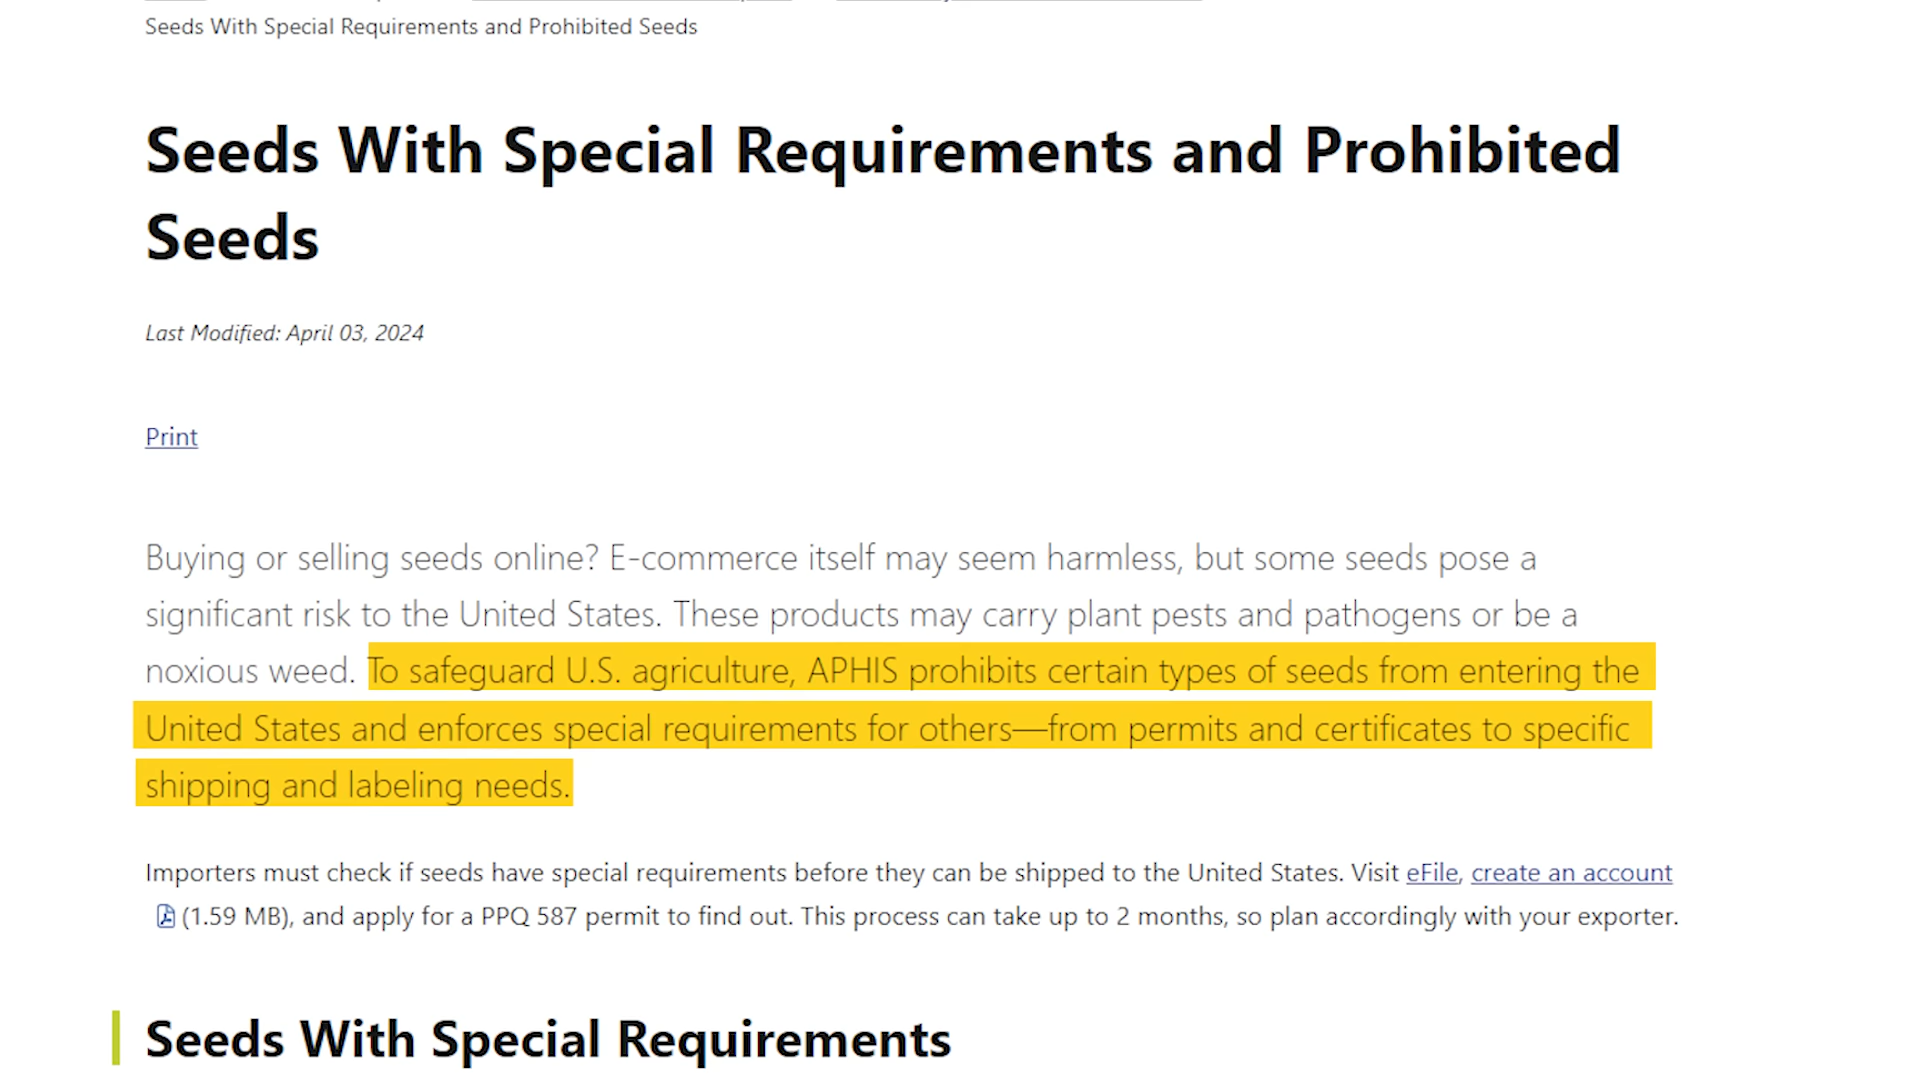 Seeds With Special Requirements and Prohibited Seeds
Seeds With Special Requirements and Prohibited
Seeds
Last Modified: April 03, 2024
Print
Buying or selling seeds online? E-commerce itself may seem harmless, but some seeds pose a
significant risk to the United States. These products may carry plant pests and pathogens or be a
noxious weed. To safeguard U.S. agriculture, APHIS prohibits certain types of seeds from entering the
United States and enforces special requirements for others—from permits and certificates to specific
shipping and labeling needs.
Importers must check if seeds have special requirements before they can be shipped to the United States. Visit eFile, create an account
(1.59 MB), and apply for a PPQ 587 permit to find out. This process can take up to 2 months, so plan accordingly with your exporter.
Seeds With Special Requirements